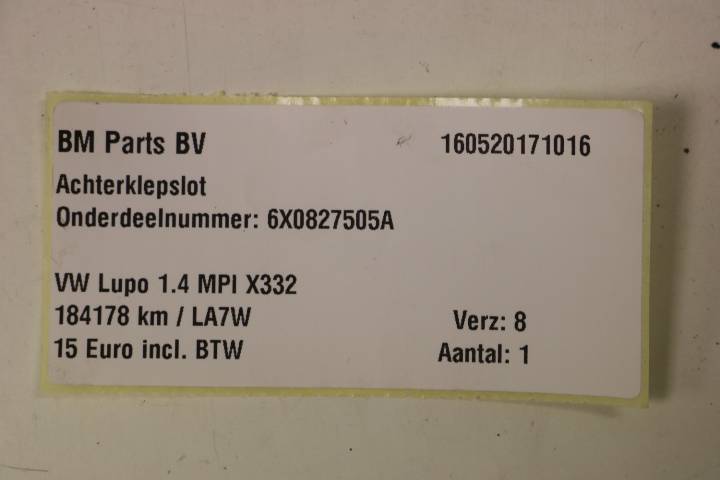 BM Parts BV 160520171016
Achterklepslot
Onderdeelnummer: 6X0827505A
VW Lupo 1.4 MPI X332
184178 km / LA7W Verz: 8
15 Euro incl. BTW Aantal: 1